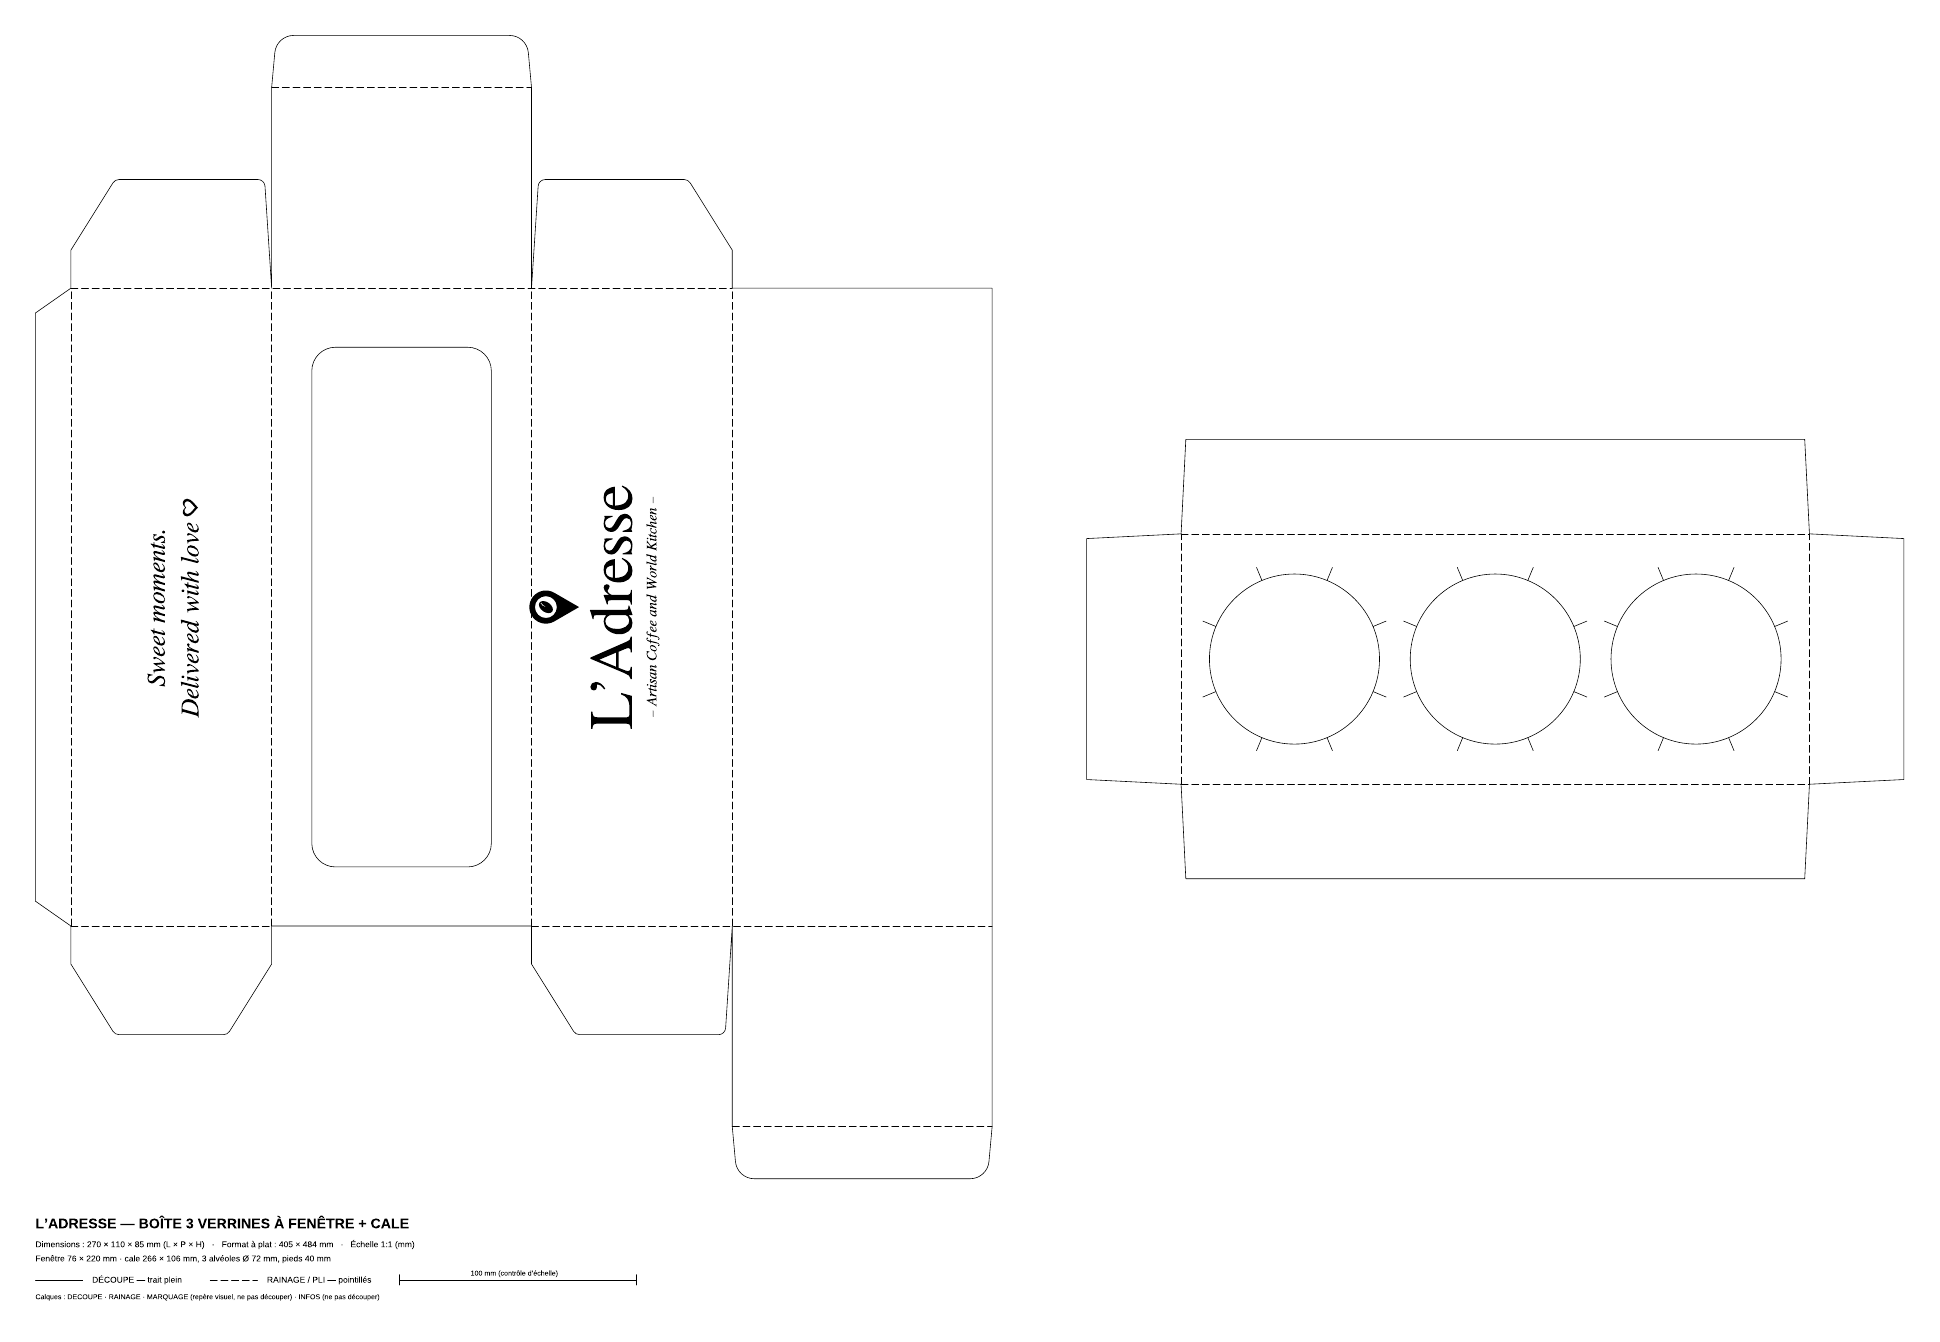 Sweet moments.
Delivered with love
L’Adresse
– Artisan Coffee and World Kitchen –
L’ADRESSE — BOÎTE 3 VERRINES À FENÊTRE + CALE
Dimensions : 270 × 110 × 85 mm (L × P × H) · Format à plat : 405 × 484 mm · Échelle 1:1 (mm)
Fenêtre 76 × 220 mm · cale 266 × 106 mm, 3 alvéoles Ø 72 mm, pieds 40 mm
DÉCOUPE — trait plein RAINAGE / PLI — pointillés 100 mm (contrôle d'échelle)
Calques : DECOUPE · RAINAGE · MARQUAGE (repère visuel, ne pas découper) · INFOS (ne pas découper)